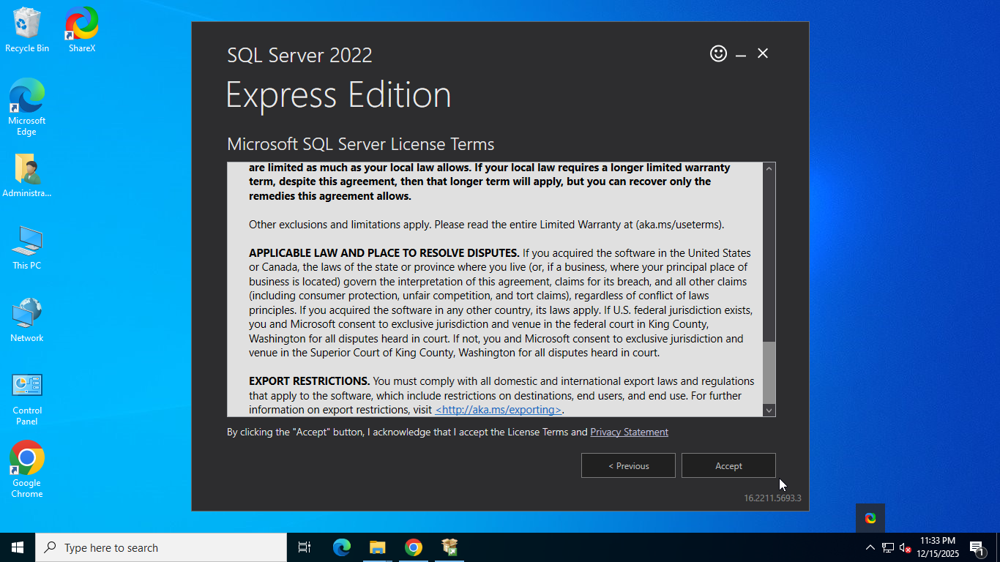 Recycle Bin
ShareX
Microsoft
Edge
Administra...
This PC
Network
Control
Panel
Google
Chrome
SQL Server 2022
Express Edition
Microsoft SQL Server License Terms
are limited as much as your local law allows. If your local law requires a longer limited warranty
term, despite this agreement, then that longer term will apply, but you can recover only the
remedies this agreement allows.
Other exclusions and limitations apply. Please read the entire Limited Warranty at (aka.ms/useterms).
APPLICABLE LAW AND PLACE TO RESOLVE DISPUTES. If you acquired the software in the United States
or Canada, the laws of the state or province where you live (or, if a business, where your principal place of
business is located) govern the interpretation of this agreement, claims for its breach, and all other claims
(including consumer protection, unfair competition, and tort claims), regardless of conflict of laws
principles. If you acquired the software in any other country, its laws apply. If U.S. federal jurisdiction exists,
you and Microsoft consent to exclusive jurisdiction and venue in the federal court in King County,
Washington for all disputes heard in court. If not, you and Microsoft consent to exclusive jurisdiction and
venue in the Superior Court of King County, Washington for all disputes heard in court.
EXPORT RESTRICTIONS. You must comply with all domestic and international export laws and regulations
that apply to the software, which include restrictions on destinations, end users, and end use. For further
information on export restrictions, visit <http://aka.ms/exporting>.
By clicking the "Accept" button, I acknowledge that I accept the License Terms and Privacy Statement
< Previous
Accept
16.2211.5693.3
Type here to search
11:33 PM
12/15/2025
1